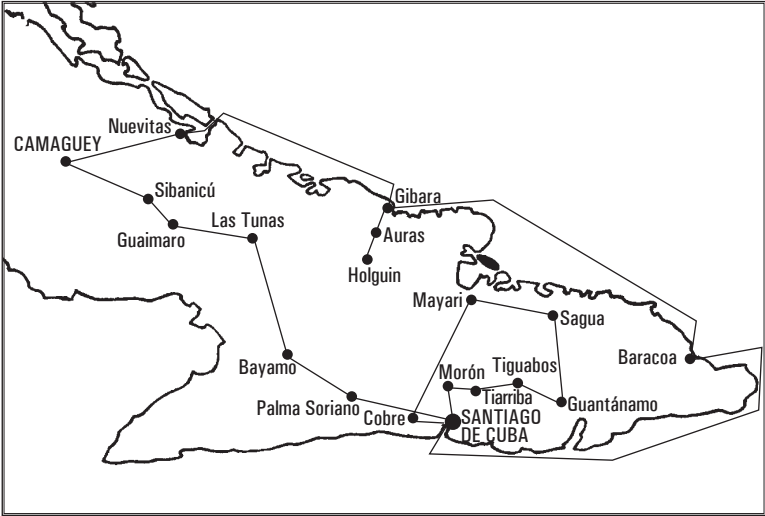 Nuevitas
CAMAGUEY
Sibanicú
Guaimaro
Las Tunas
Gibara
Auras
Holguin
Mayari
Sagua
Baracoa
Bayamo
Morón
Tiguabos
Tiarriba
Palma Soriano
Cobre
Guantánamo
SANTIAGO
DE CUBA